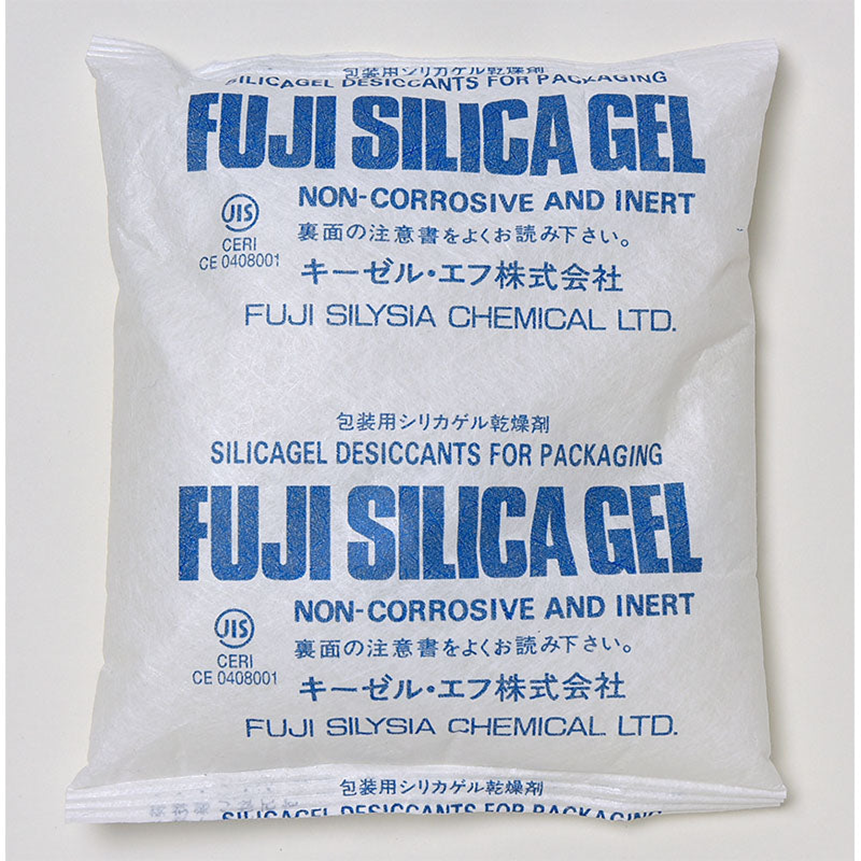 包装用シリカゲル乾燥剤
SILICAGEL DESICCANTS FOR PACKAGING
FUJI SILICA GEL
NON-CORROSIVE AND INERT
JIS
CERI
CE 0408001
裏面の注意書をよくお読み下さい。
キーゼル・エフ株式会社
FUJI SILYSIA CHEMICAL LTD.
包装用シリカゲル乾燥剤
SILICAGEL DESICCANTS FOR PACKAGING
FUJI SILICA GEL
NON-CORROSIVE AND INERT
JIS
CERI
CE 0408001
裏面の注意書をよくお読み下さい。
キーゼル・エフ株式会社
FUJI SILYSIA CHEMICAL LTD.
包装用シリカゲル乾燥剤
SILICAGEL DESICCANTS FOR PACKAGING